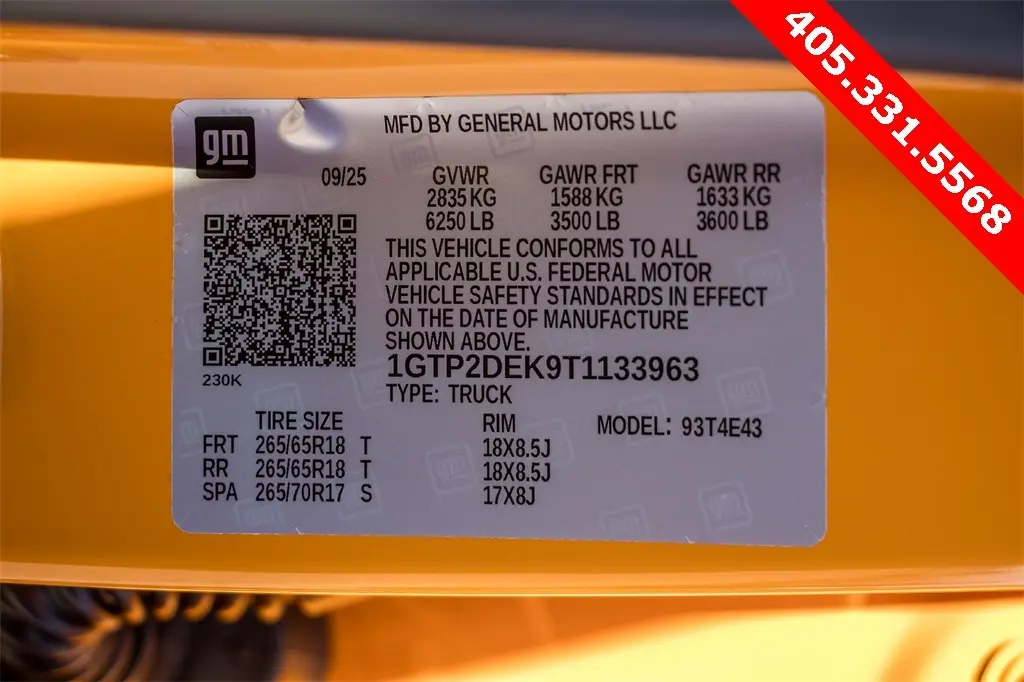 405.331.5568
gm
MFD BY GENERAL MOTORS LLC
09/25 GVWR GAWR FRT GAWR RR
2835 KG 1588 KG 1633 KG
6250 LB 3500 LB 3600 LB
THIS VEHICLE CONFORMS TO ALL
APPLICABLE U.S. FEDERAL MOTOR
VEHICLE SAFETY STANDARDS IN EFFECT
ON THE DATE OF MANUFACTURE
SHOWN ABOVE.
1GTP2DEK9T1133963
230K
TYPE: TRUCK
TIRE SIZE RIM MODEL: 93T4E43
FRT 265/65R18 T 18X8.5J
RR 265/65R18 T 18X8.5J
SPA 265/70R17 S 17X8J